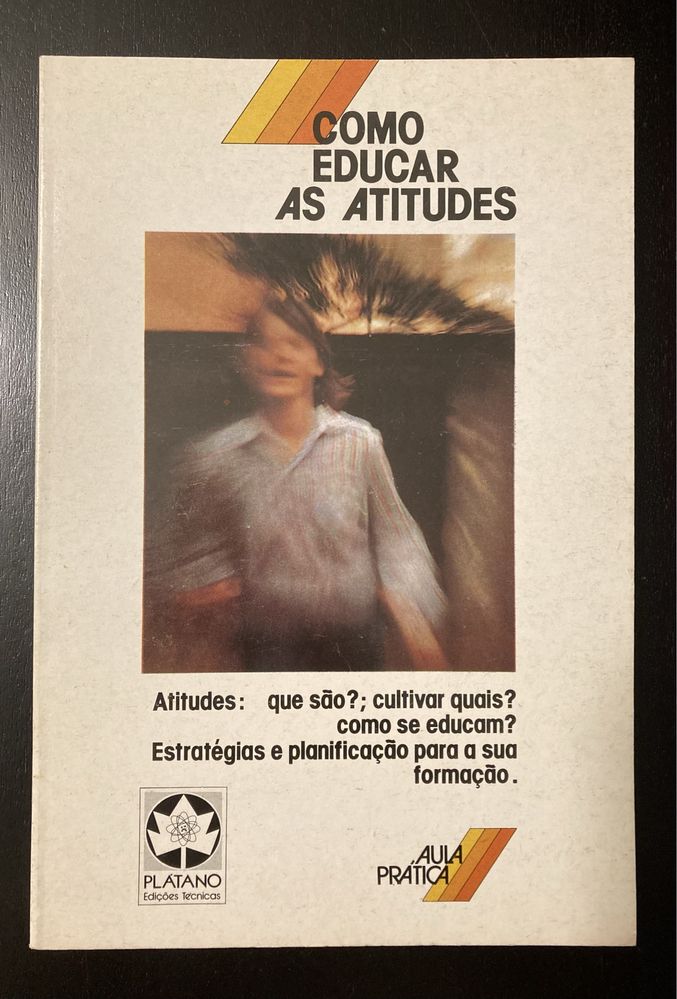 COMO
EDUCAR
AS ATITUDES
Atitudes: que são?; cultivar quais?
como se educam?
Estratégias e planificação para a sua
formação.
PLÁTANO
Edições Técnicas
AULA
PRÁTICA